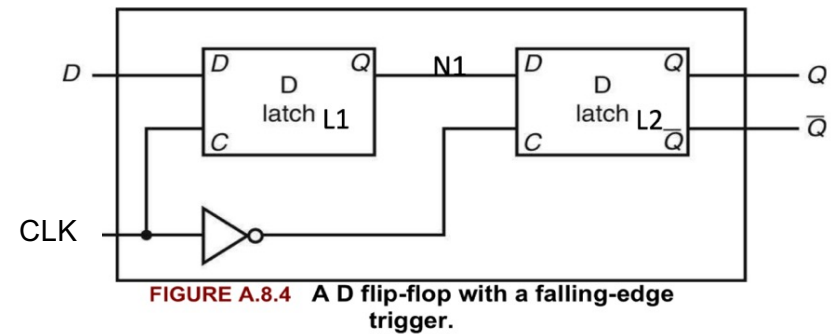 D
D
Q
N1
D
Q
Q
D
latch L1
D
latch L2
C
C
Q̅
Q̅
CLK
FIGURE A.8.4 A D flip-flop with a falling-edge
trigger.